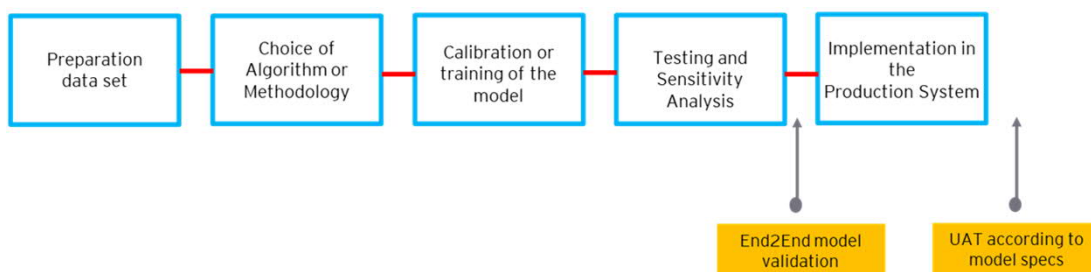 Preparation
data set
Choice of
Algorithm or
Methodology
Calibration or
training of the
model
Testing and
Sensitivity
Analysis
Implementation in
the
Production System
End2End model
validation
UAT according to
model specs